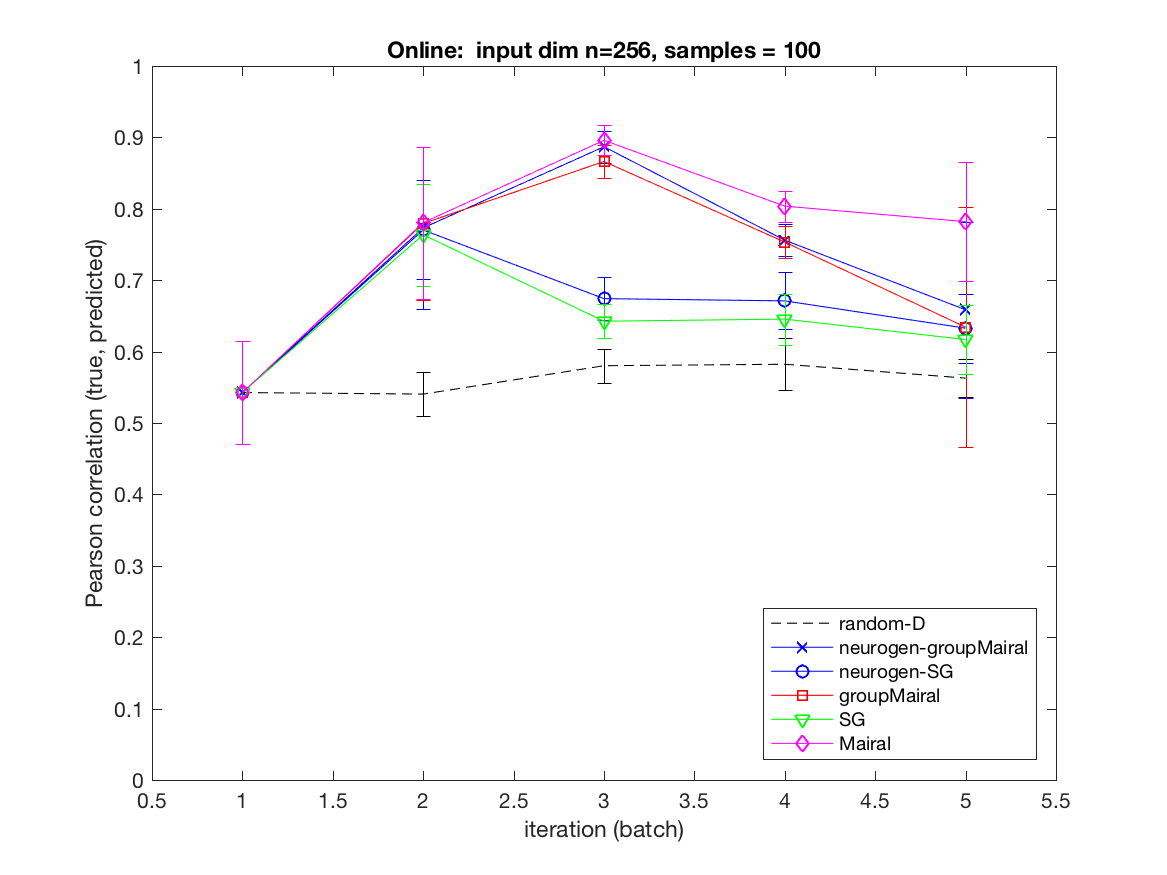 Online:  input dim n=256, samples = 100
1
0.9
0.8
0.7
0.6
0.5
0.4
0.3
0.2
0.1
0
Pearson correlation (true, predicted)
random-D
neurogen-groupMairal
neurogen-SG
groupMairal
SG
Mairal
0.5 1 1.5 2 2.5 3 3.5 4 4.5 5 5.5
iteration (batch)